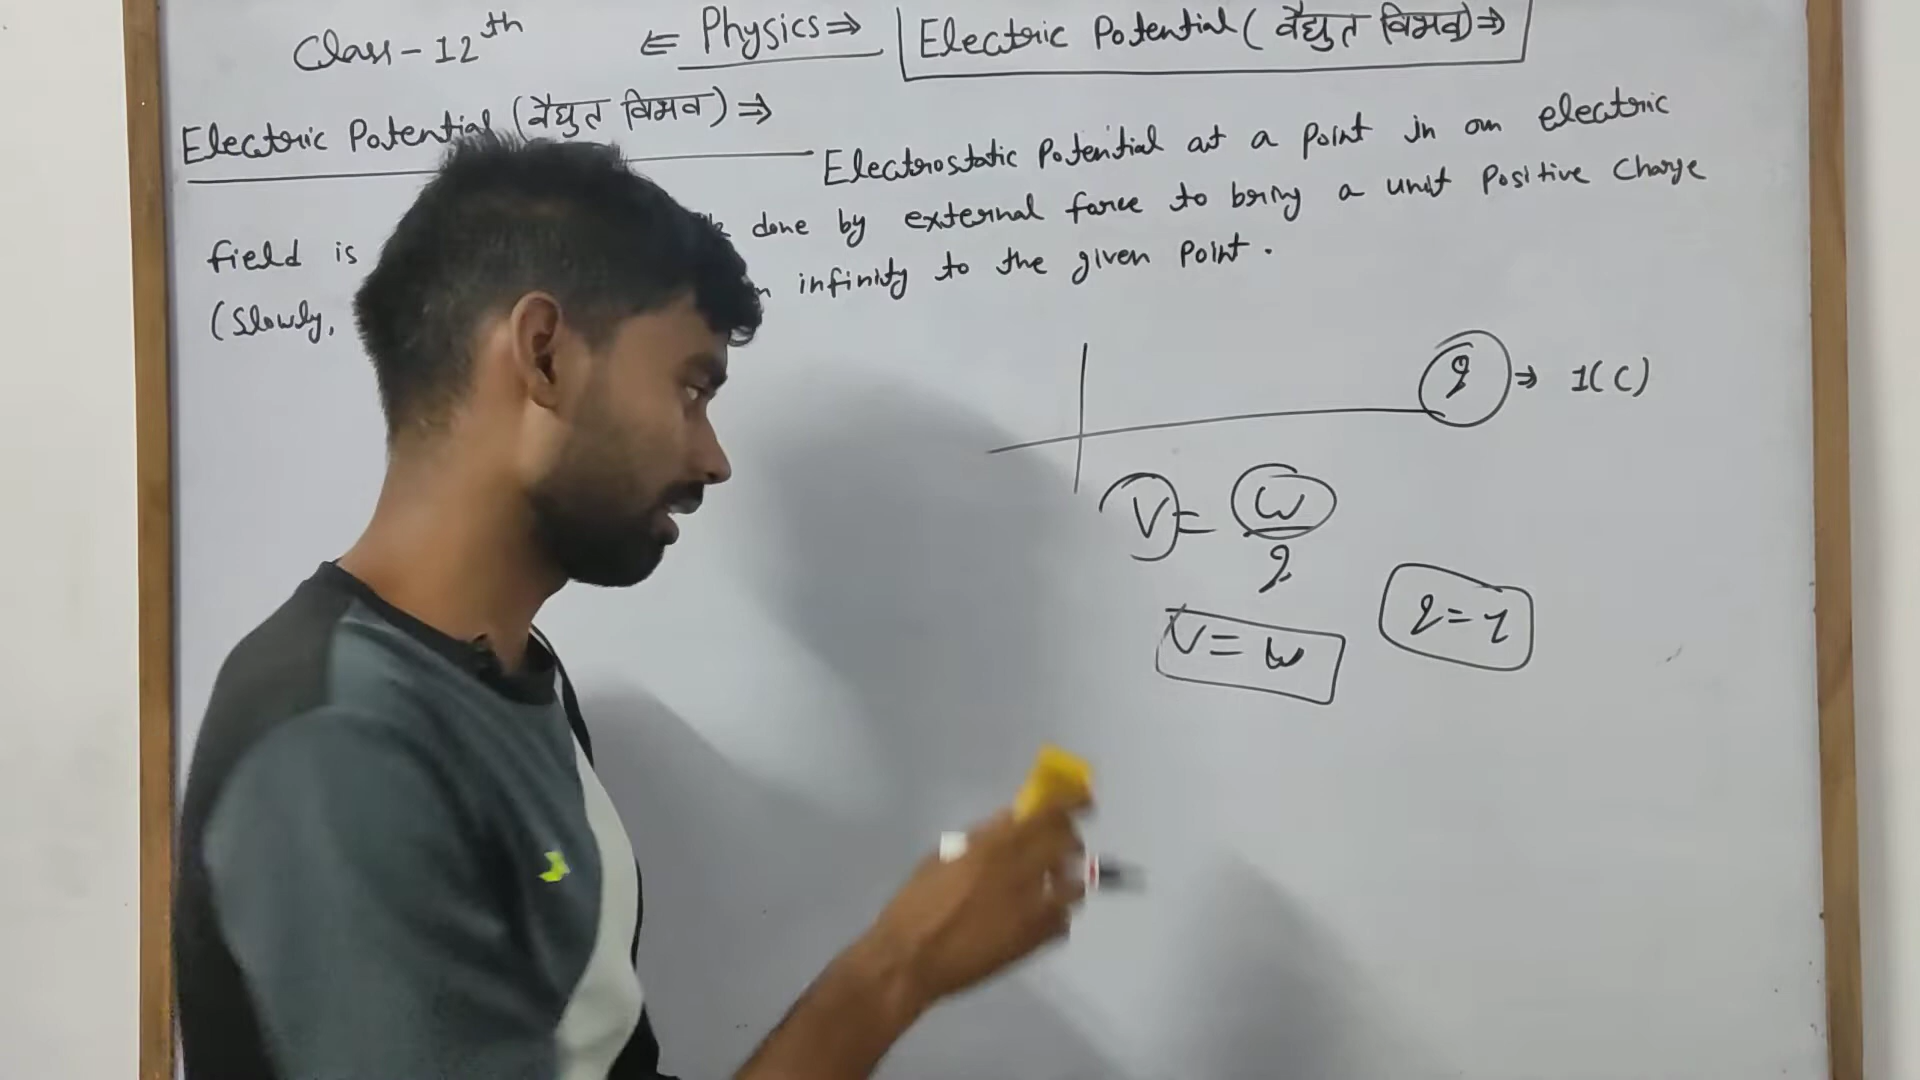 Class - 12th ⇐ Physics ⇒ Electric Potential ( वैद्युत विभव) ⇒
Electric Potential (वैद्युत विभव) ⇒
Electrostatic Potential at a point in an electric
field is done by external force to bring a unit Positive Charge
(Slowly, infinity to the given Point.
q ⇒ 1(C)
V = W
q
V = W
q = 1